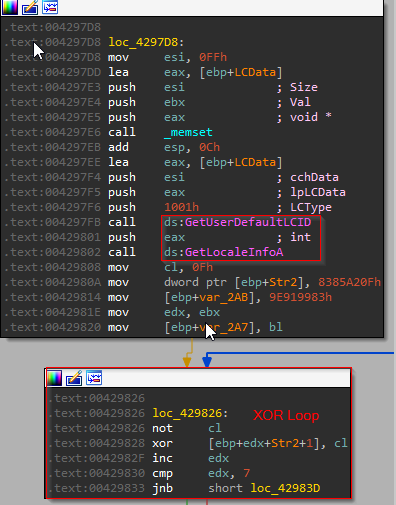 .text:004297D8
.text:004297D8 loc_4297D8:
.text:004297D8 mov esi, 0FFh
.text:004297DD lea eax, [ebp+LCData]
.text:004297E3 push esi ; Size
.text:004297E4 push ebx ; Val
.text:004297E5 push eax ; void *
.text:004297E6 call _memset
.text:004297EB add esp, 0Ch
.text:004297EE lea eax, [ebp+LCData]
.text:004297F4 push esi ; cchData
.text:004297F5 push eax ; lpLCData
.text:004297F6 push 1001h ; LCType
.text:004297FB call ds:GetUserDefaultLCID
.text:00429801 push eax ; int
.text:00429802 call ds:GetLocaleInfoA
.text:00429808 mov cl, 0Fh
.text:0042980A mov dword ptr [ebp+Str2], 8385A20Fh
.text:00429814 mov [ebp+var_2AB], 9E919983h
.text:0042981E mov edx, ebx
.text:00429820 mov [ebp+var_2A7], bl
.text:00429826
.text:00429826 loc_429826: XOR Loop
.text:00429826 not cl
.text:00429828 xor [ebp+edx+Str2+1], cl
.text:0042982F inc edx
.text:00429830 cmp edx, 7
.text:00429833 jnb short loc_42983D